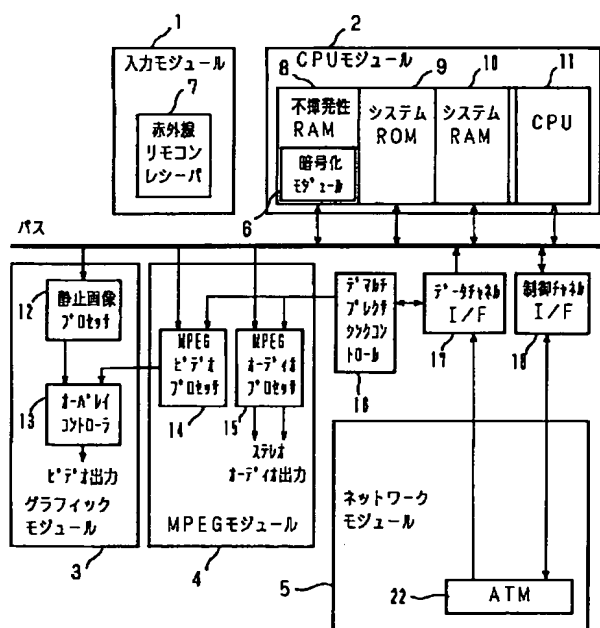 1
入力モジュール
7
赤外線
リモコン
レシーバ
2
CPUモジュール
8
9
10
11
不揮発性
RAM
暗号化
モヂュール
6
システム
ROM
システム
RAM
CPU
バス
12
静止画像
プロセッサ
13
オーバレイ
コントローラ
ビデオ出力
グラフィック
モジュール
3
MPEG
ビデオ
プロセッサ
14
MPEG
オーディオ
プロセッサ
15
ステレオ
オーディオ出力
MPEGモジュール
4
デマルチ
プレクサ
シンクコン
トロール
16
データチャネル
I/F
17
制御チャネル
I/F
18
ネットワーク
モジュール
5
22
ATM